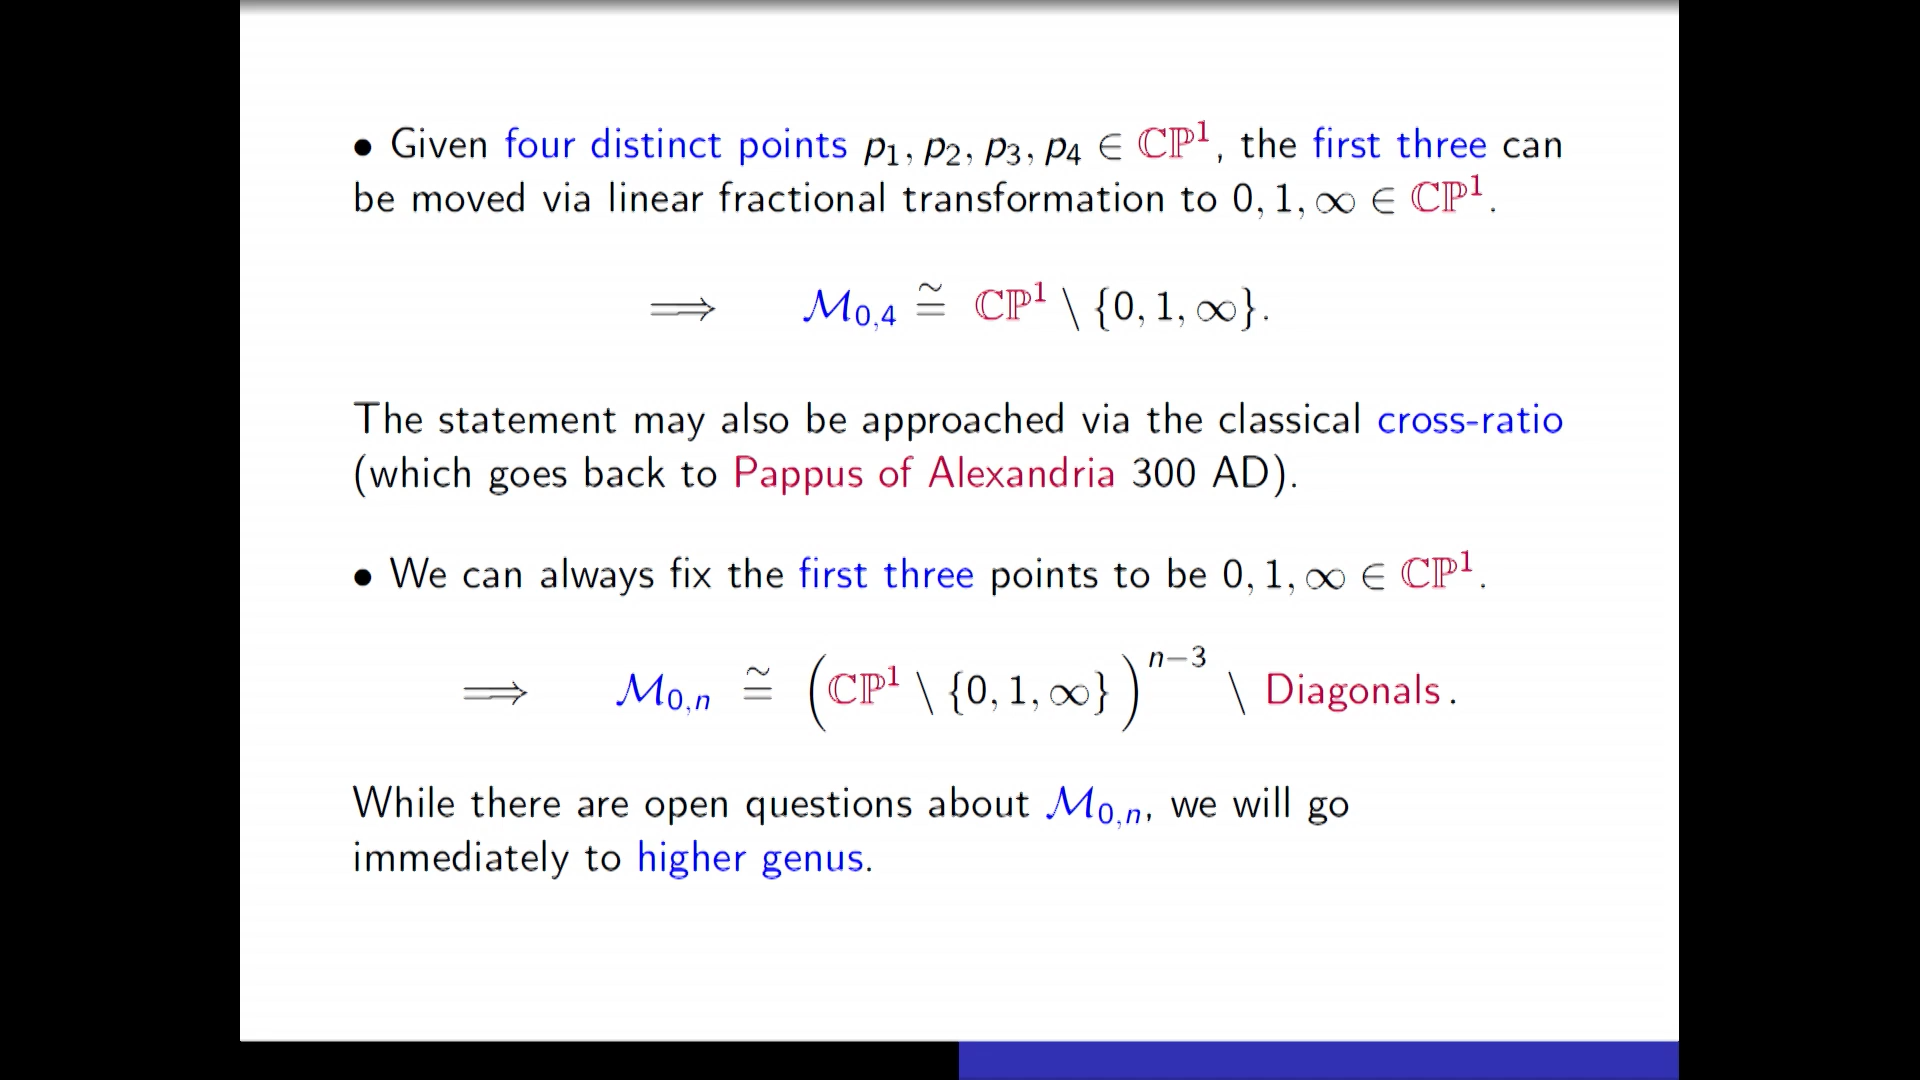 • Given four distinct points p₁, p₂, p₃, p₄ ∈ ℂℙ¹, the first three can
be moved via linear fractional transformation to 0, 1, ∞ ∈ ℂℙ¹.
⟹ ℳ₀,₄ ≅ ℂℙ¹ \ {0, 1, ∞}.
The statement may also be approached via the classical cross-ratio
(which goes back to Pappus of Alexandria 300 AD).
• We can always fix the first three points to be 0, 1, ∞ ∈ ℂℙ¹.
⟹ ℳ₀,ₙ ≅ (ℂℙ¹ \ {0, 1, ∞})ⁿ⁻³ \ Diagonals.
While there are open questions about ℳ₀,ₙ, we will go
immediately to higher genus.